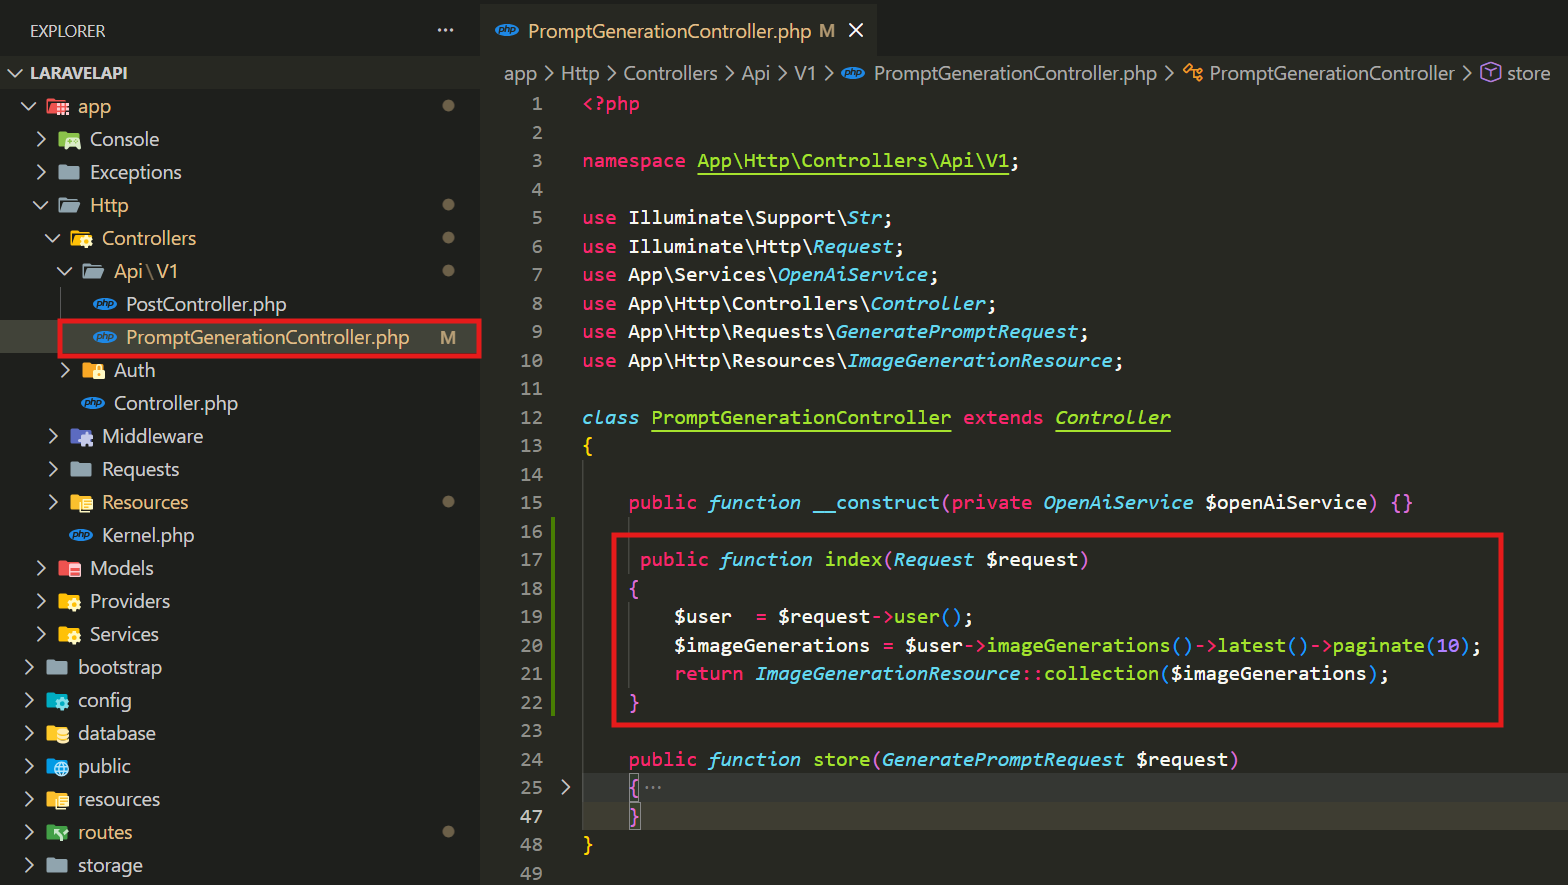 EXPLORER
···
LARAVELAPI
app
Console
Exceptions
Http
Controllers
Api\V1
php PostController.php
php PromptGenerationController.php M
Auth
php Controller.php
Middleware
Requests
Resources
php Kernel.php
Models
Providers
Services
bootstrap
config
database
public
resources
routes
storage
php PromptGenerationController.php M
app > Http > Controllers > Api > V1 > php PromptGenerationController.php > PromptGenerationController > store
1 <?php
2
3 namespace App\Http\Controllers\Api\V1;
4
5 use Illuminate\Support\Str;
6 use Illuminate\Http\Request;
7 use App\Services\OpenAiService;
8 use App\Http\Controllers\Controller;
9 use App\Http\Requests\GeneratePromptRequest;
10 use App\Http\Resources\ImageGenerationResource;
11
12 class PromptGenerationController extends Controller
13 {
14
15 public function __construct(private OpenAiService $openAiService) {}
16
17 public function index(Request $request)
18 {
19 $user  = $request->user();
20 $imageGenerations = $user->imageGenerations()->latest()->paginate(10);
21 return ImageGenerationResource::collection($imageGenerations);
22 }
23
24 public function store(GeneratePromptRequest $request)
25 { ···
47 }
48 }
49